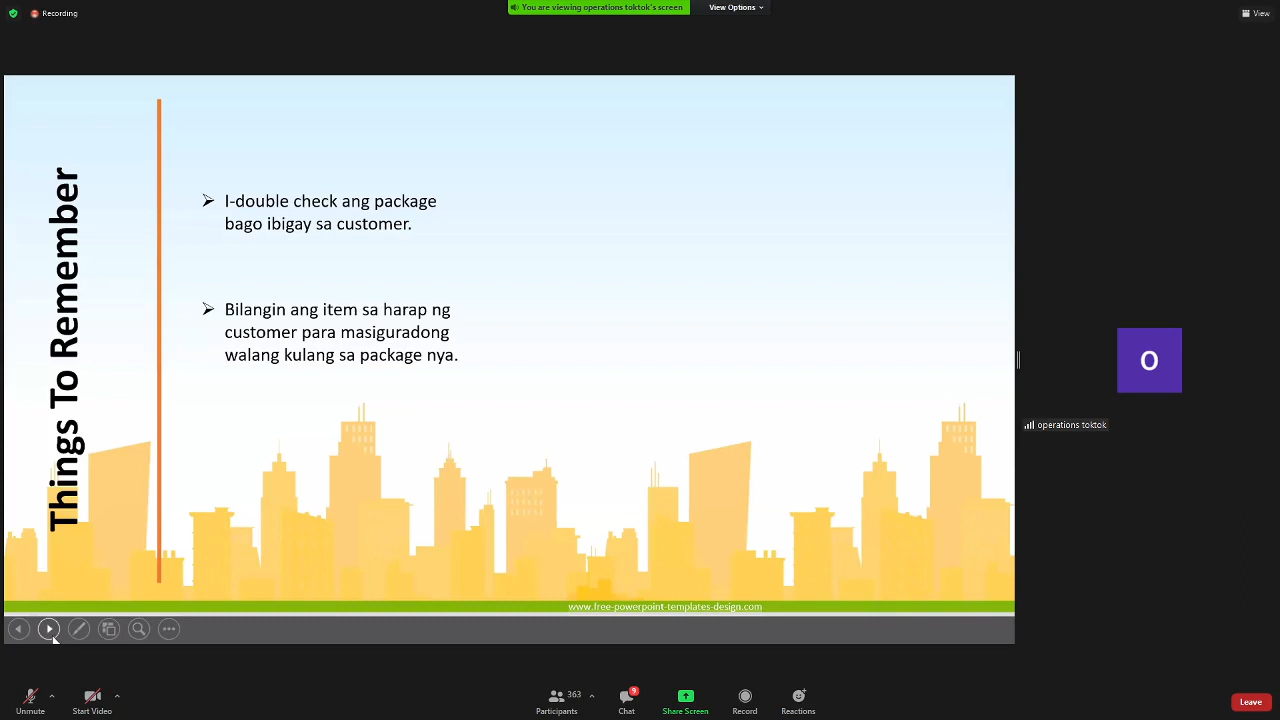 Recording
You are viewing operations toktok's screen
View Options
View
Things To Remember
I-double check ang package
bago ibigay sa customer.
Bilangin ang item sa harap ng
customer para masiguradong
walang kulang sa package nya.
www.free-powerpoint-templates-design.com
O
operations toktok
Unmute
Start Video
363
Participants
9
Chat
Share Screen
Record
Reactions
Leave